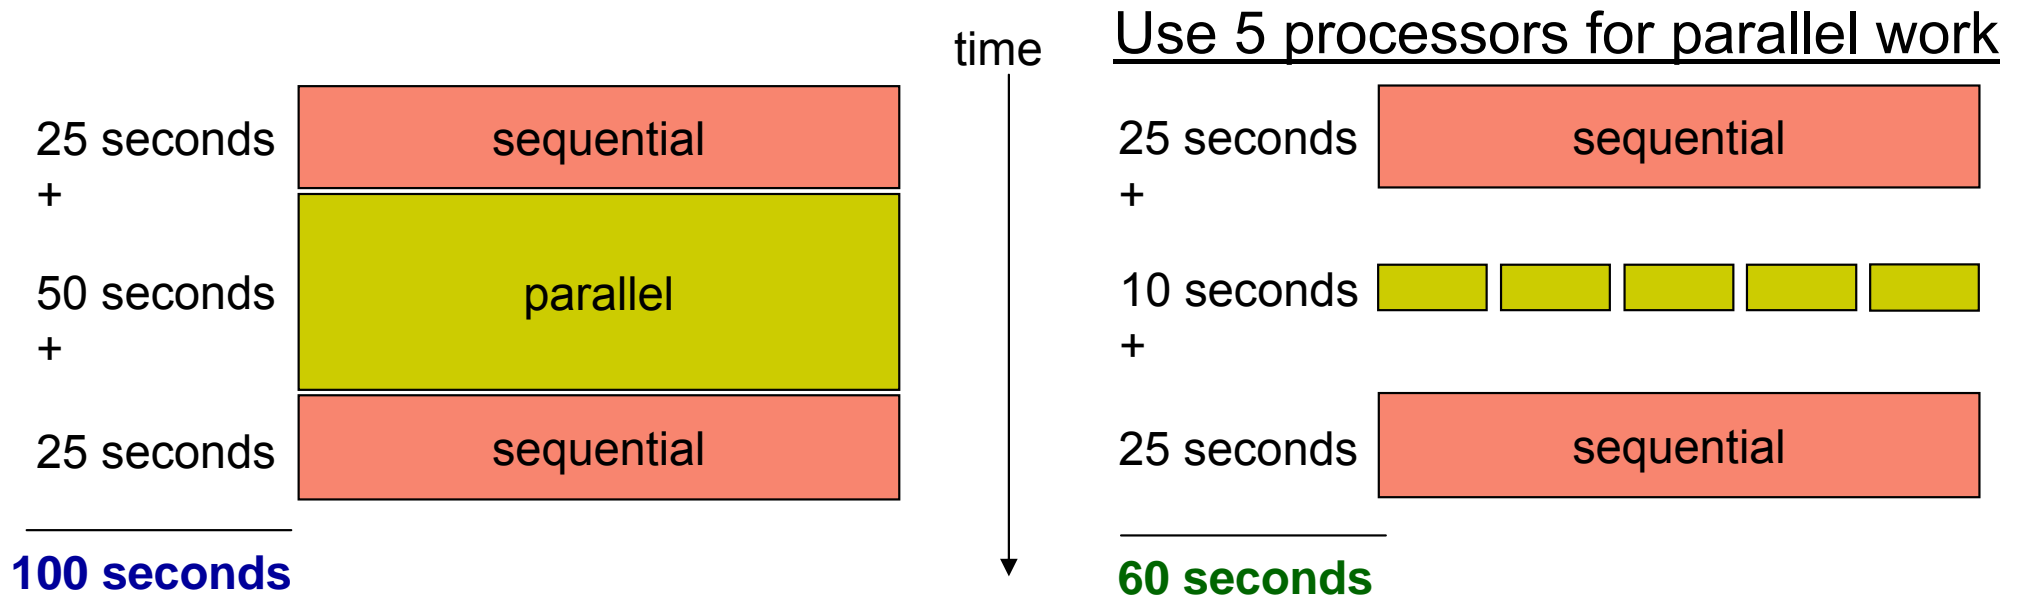 25 seconds
+
50 seconds
+
25 seconds
100 seconds
sequential
parallel
sequential
time
Use 5 processors for parallel work
25 seconds
+
10 seconds
+
25 seconds
60 seconds
sequential
sequential